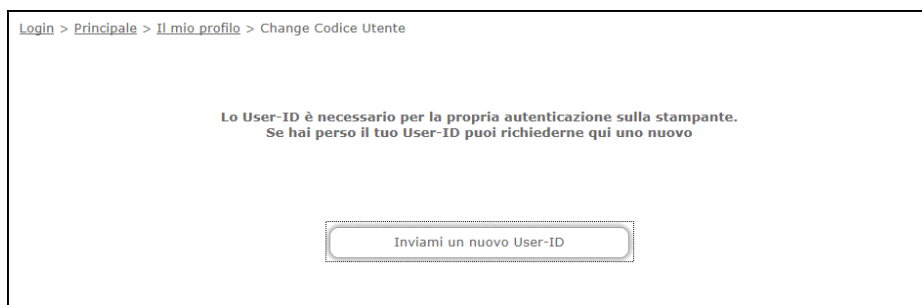 Login > Principale > Il mio profilo > Change Codice Utente
Lo User-ID è necessario per la propria autenticazione sulla stampante.
Se hai perso il tuo User-ID puoi richiederne qui uno nuovo
Inviami un nuovo User-ID